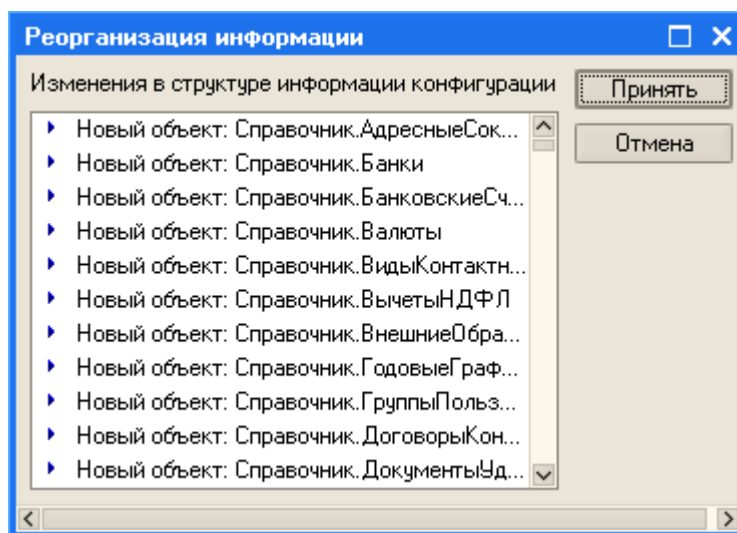 Реорганизация информации
Изменения в структуре информации конфигурации
Принять
Отмена
Новый объект: Справочник.АдресныеСок...
Новый объект: Справочник.Банки
Новый объект: Справочник.БанковскиеСч...
Новый объект: Справочник.Валюты
Новый объект: Справочник.ВидыКонтактн...
Новый объект: Справочник.ВычетыНДФЛ
Новый объект: Справочник.ВнешниеОбра...
Новый объект: Справочник.ГодовыеГраф...
Новый объект: Справочник.ГруппыПольз...
Новый объект: Справочник.ДоговорыКон...
Новый объект: Справочник.ДокументыУд...